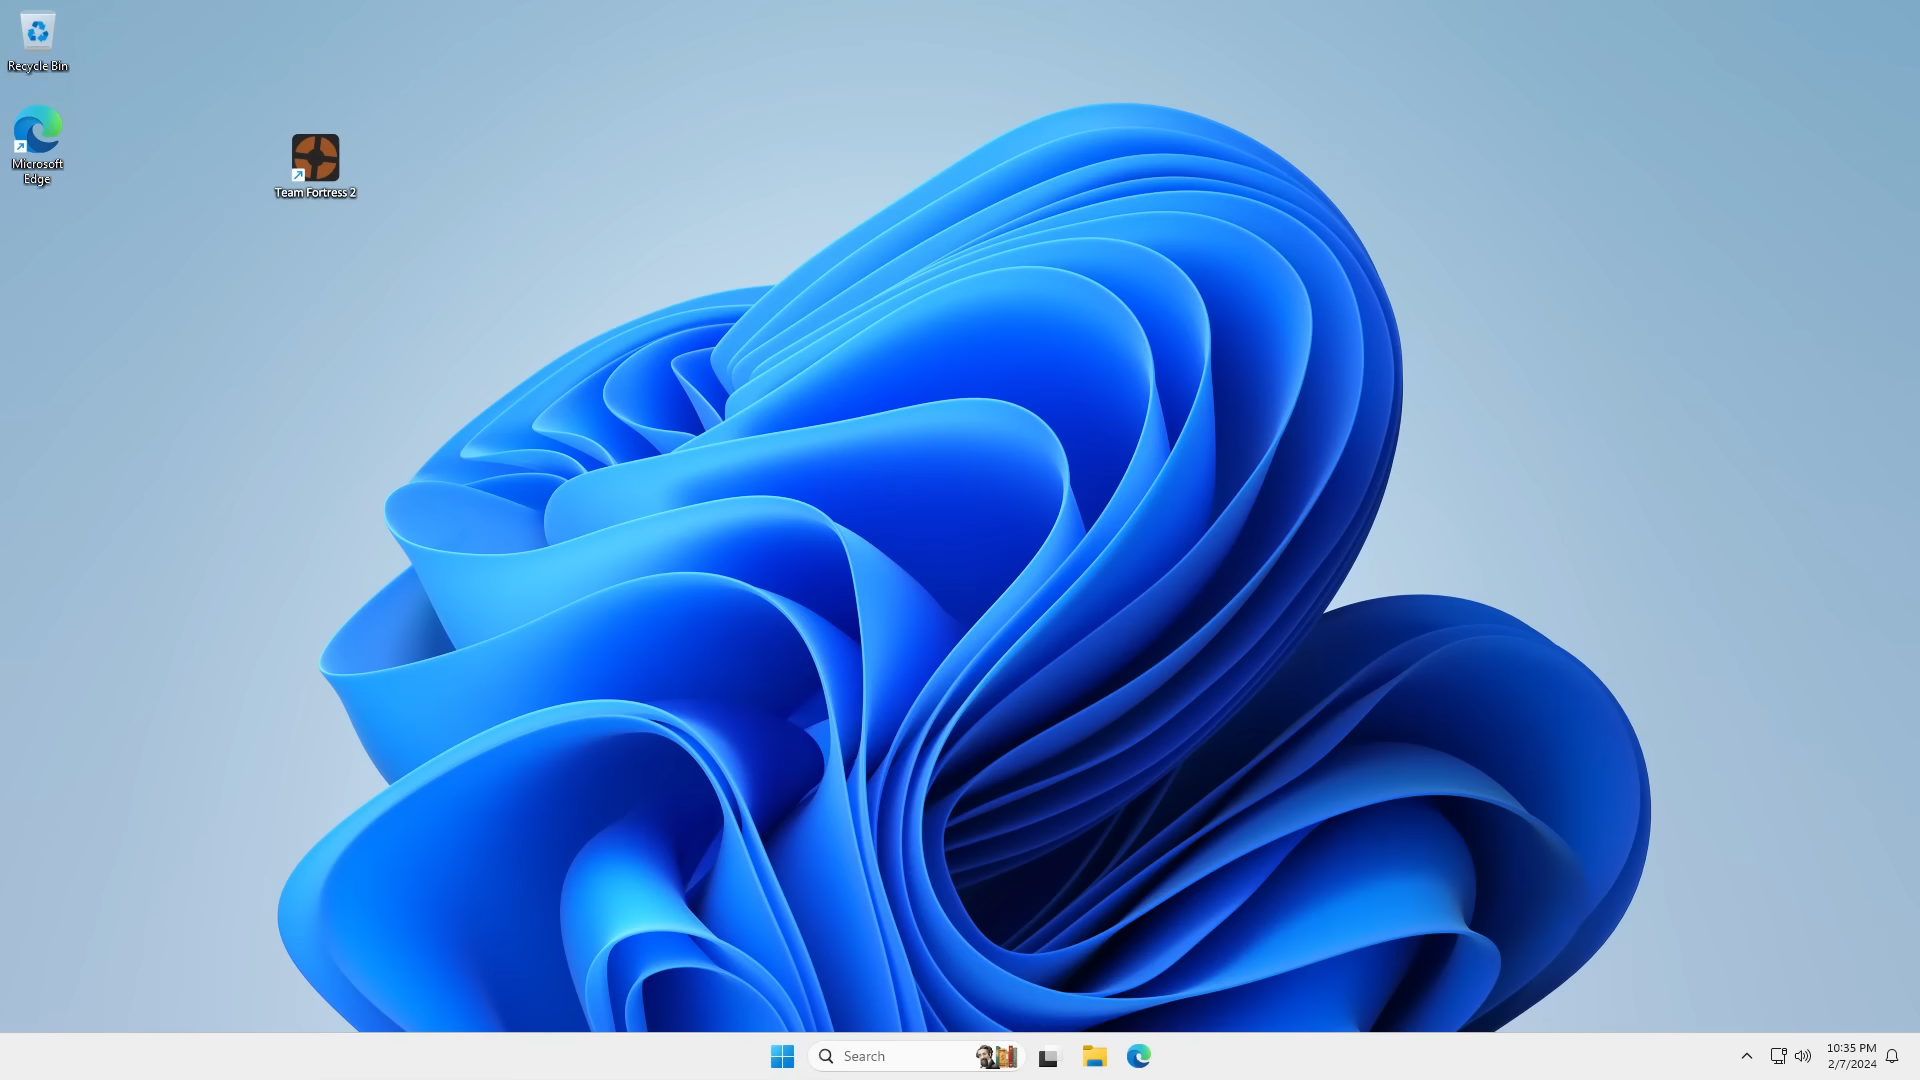 Recycle Bin
Microsoft
Edge
Team Fortress 2
Search
10:35 PM
2/7/2024